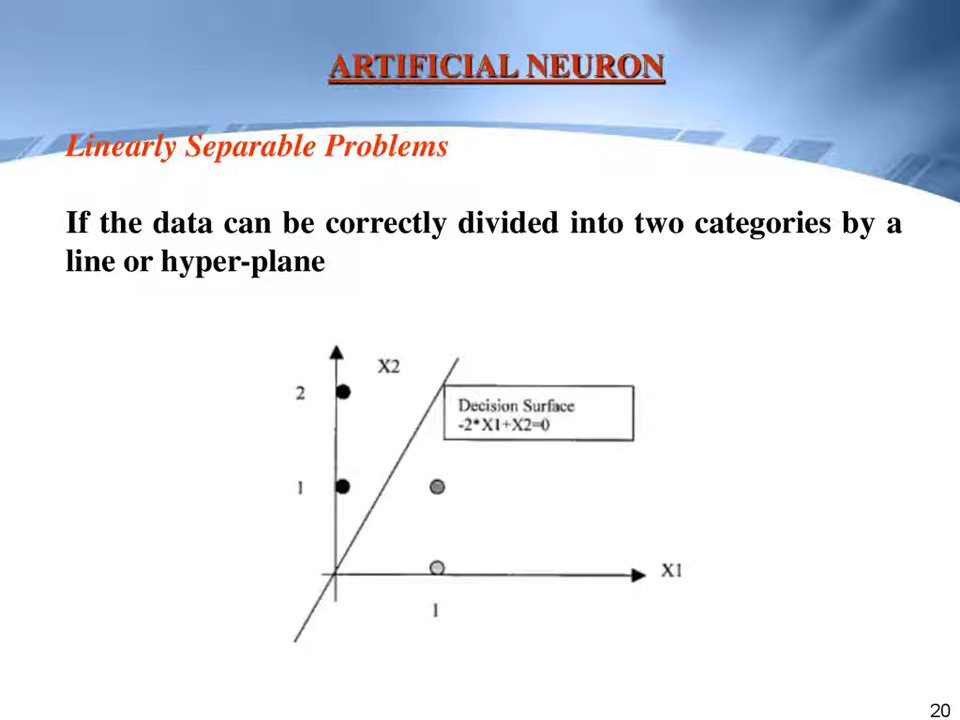 ARTIFICIAL NEURON
Linearly Separable Problems
If the data can be correctly divided into two categories by a
line or hyper-plane
X2
2
Decision Surface
-2*X1+X2=0
1
X1
1
20